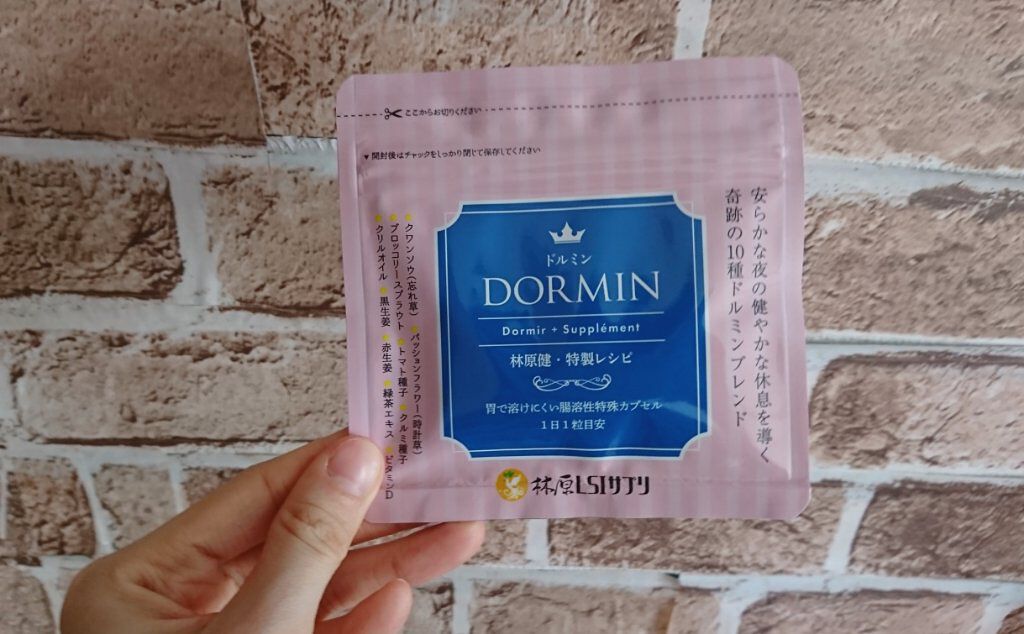 ここからお切りください
▼開封後はチャックをしっかり閉じて保存してください
安らかな夜の健やかな休息を導く
奇跡の10種ドルミンブレンド
ドルミン
DORMIN
Dormir + Supplément
林原健・特製レシピ
胃で溶けにくい腸溶性特殊カプセル
1日1粒目安
★クワンソウ(忘れ草) ★パッションフラワー(時計草)
★ブロッコリースプラウト ★トマト種子 ★クルミ種子
★クリルオイル ★黒生姜 ★赤生姜 ★緑茶エキス ★ビタミンD
林原LSIサプリ